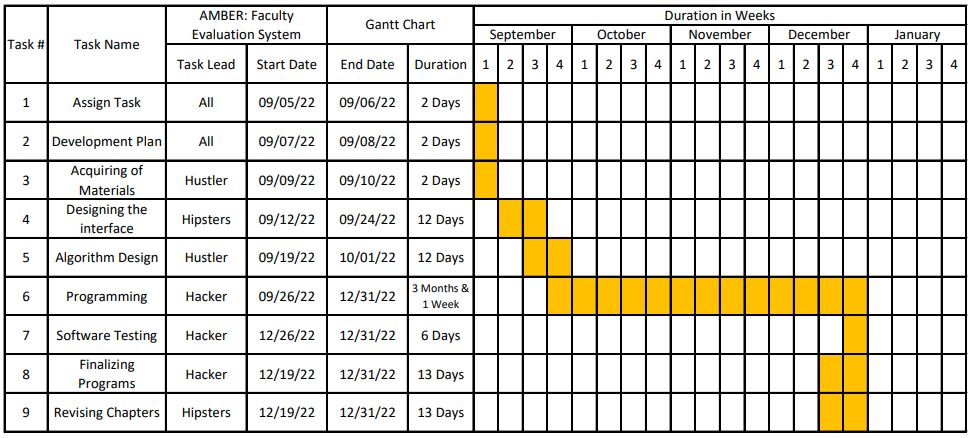 Task # Task Name AMBER: Faculty Evaluation System Gantt Chart Duration in Weeks
September October November December January
Task Lead Start Date End Date Duration 1 2 3 4 1 2 3 4 1 2 3 4 1 2 3 4 1 2 3 4
1 Assign Task All 09/05/22 09/06/22 2 Days
2 Development Plan All 09/07/22 09/08/22 2 Days
3 Acquiring of Materials Hustler 09/09/22 09/10/22 2 Days
4 Designing the interface Hipsters 09/12/22 09/24/22 12 Days
5 Algorithm Design Hustler 09/19/22 10/01/22 12 Days
6 Programming Hacker 09/26/22 12/31/22 3 Months & 1 Week
7 Software Testing Hacker 12/26/22 12/31/22 6 Days
8 Finalizing Programs Hacker 12/19/22 12/31/22 13 Days
9 Revising Chapters Hipsters 12/19/22 12/31/22 13 Days